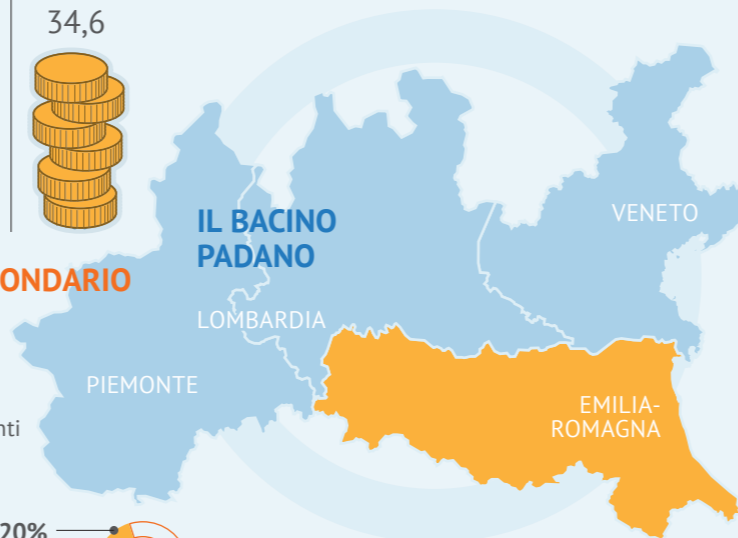 34,6
IL BACINO
PADANO
VENETO
ONDARIO
LOMBARDIA
PIEMONTE
EMILIA-
ROMAGNA
nti
20%